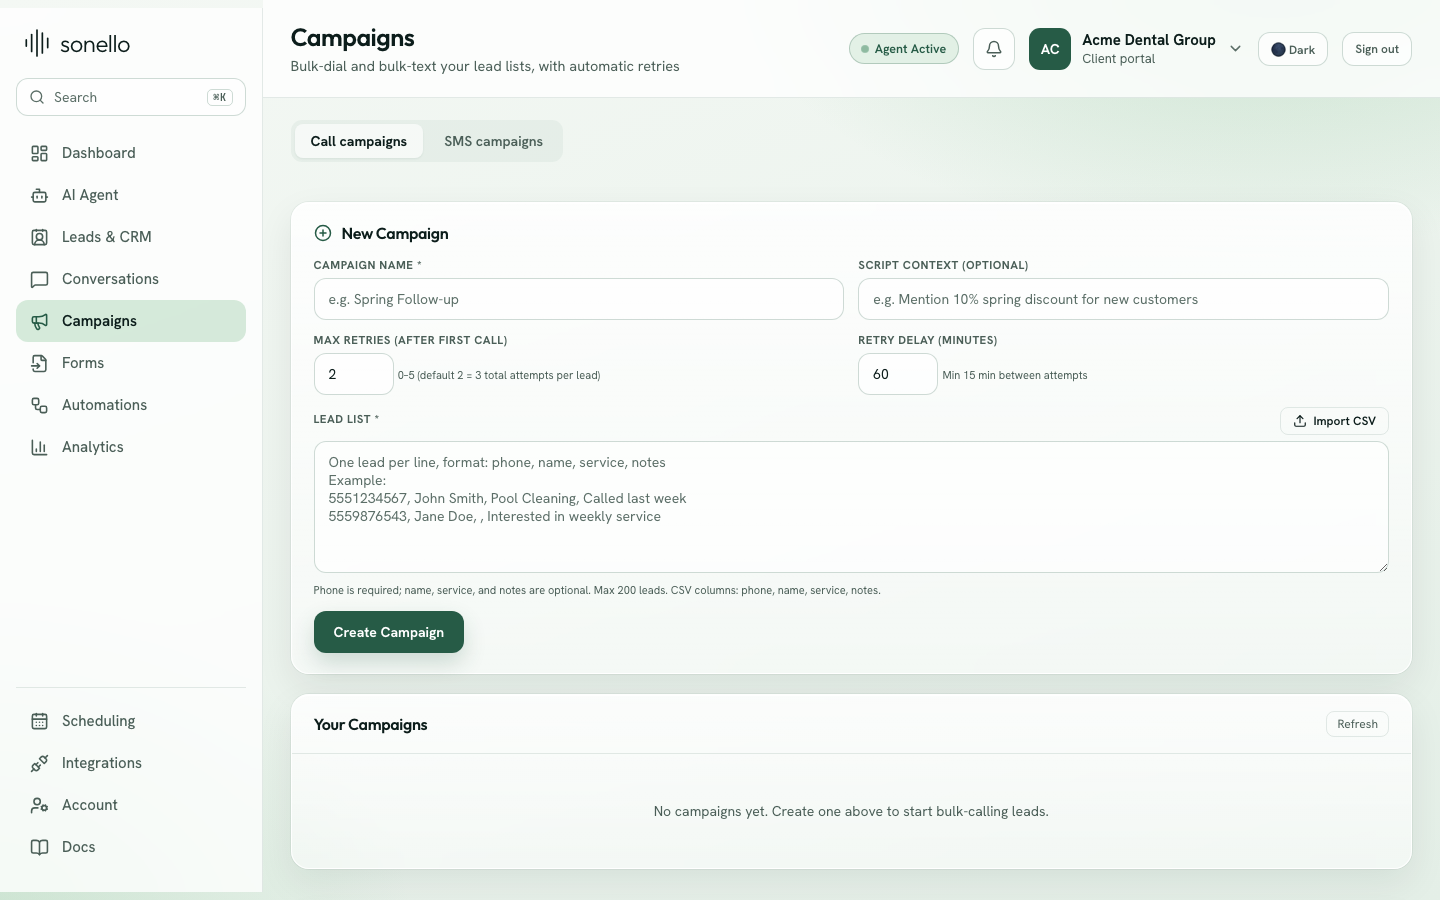 sonello
Search
⌘K
Dashboard
AI Agent
Leads & CRM
Conversations
Campaigns
Forms
Automations
Analytics
Scheduling
Integrations
Account
Docs
Campaigns
Bulk-dial and bulk-text your lead lists, with automatic retries
Agent Active
AC
Acme Dental Group
Client portal
Dark
Sign out
Call campaigns
SMS campaigns
New Campaign
CAMPAIGN NAME *
e.g. Spring Follow-up
SCRIPT CONTEXT (OPTIONAL)
e.g. Mention 10% spring discount for new customers
MAX RETRIES (AFTER FIRST CALL)
2
0–5 (default 2 = 3 total attempts per lead)
RETRY DELAY (MINUTES)
60
Min 15 min between attempts
LEAD LIST *
Import CSV
One lead per line, format: phone, name, service, notes
Example:
5551234567, John Smith, Pool Cleaning, Called last week
5559876543, Jane Doe, , Interested in weekly service
Phone is required; name, service, and notes are optional. Max 200 leads. CSV columns: phone, name, service, notes.
Create Campaign
Your Campaigns
Refresh
No campaigns yet. Create one above to start bulk-calling leads.